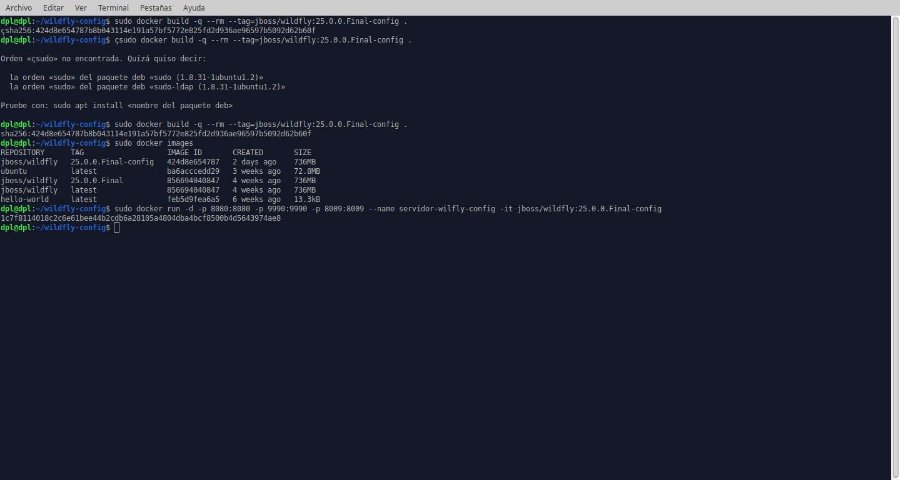 Archivo Editar Ver Terminal Pestañas Ayuda
dpl@dpl:~/wildfly-config$ sudo docker build -q --rm --tag=jboss/wildfly:25.0.0.Final-config .
çsha256:424d8e654787b8b043114e191a57bf5772e825fd2d936ae96597b5092d62b60f
dpl@dpl:~/wildfly-config$ çsudo docker build -q --rm --tag=jboss/wildfly:25.0.0.Final-config .
Orden «çsudo» no encontrada. Quizá quiso decir:
la orden «sudo» del paquete deb «sudo (1.8.31-1ubuntu1.2)»
la orden «sudo» del paquete deb «sudo-ldap (1.8.31-1ubuntu1.2)»
Pruebe con: sudo apt install <nombre del paquete deb>
dpl@dpl:~/wildfly-config$ sudo docker build -q --rm --tag=jboss/wildfly:25.0.0.Final-config .
sha256:424d8e654787b8b043114e191a57bf5772e825fd2d936ae96597b5092d62b60f
dpl@dpl:~/wildfly-config$ sudo docker images
REPOSITORY TAG IMAGE ID CREATED SIZE
jboss/wildfly 25.0.0.Final-config 424d8e654787 2 days ago 736MB
ubuntu latest ba6acccedd29 3 weeks ago 72.8MB
jboss/wildfly 25.0.0.Final 856694040847 4 weeks ago 736MB
jboss/wildfly latest 856694040847 4 weeks ago 736MB
hello-world latest feb5d9fea6a5 6 weeks ago 13.3kB
dpl@dpl:~/wildfly-config$ sudo docker run -d -p 8080:8080 -p 9990:9990 -p 8009:8009 --name servidor-wilfly-config -it jboss/wildfly:25.0.0.Final-config
1c7f8114018c2c6e61bee44b2cdb6a28105a4804dba4bcf8500b4d5643974ae8
dpl@dpl:~/wildfly-config$